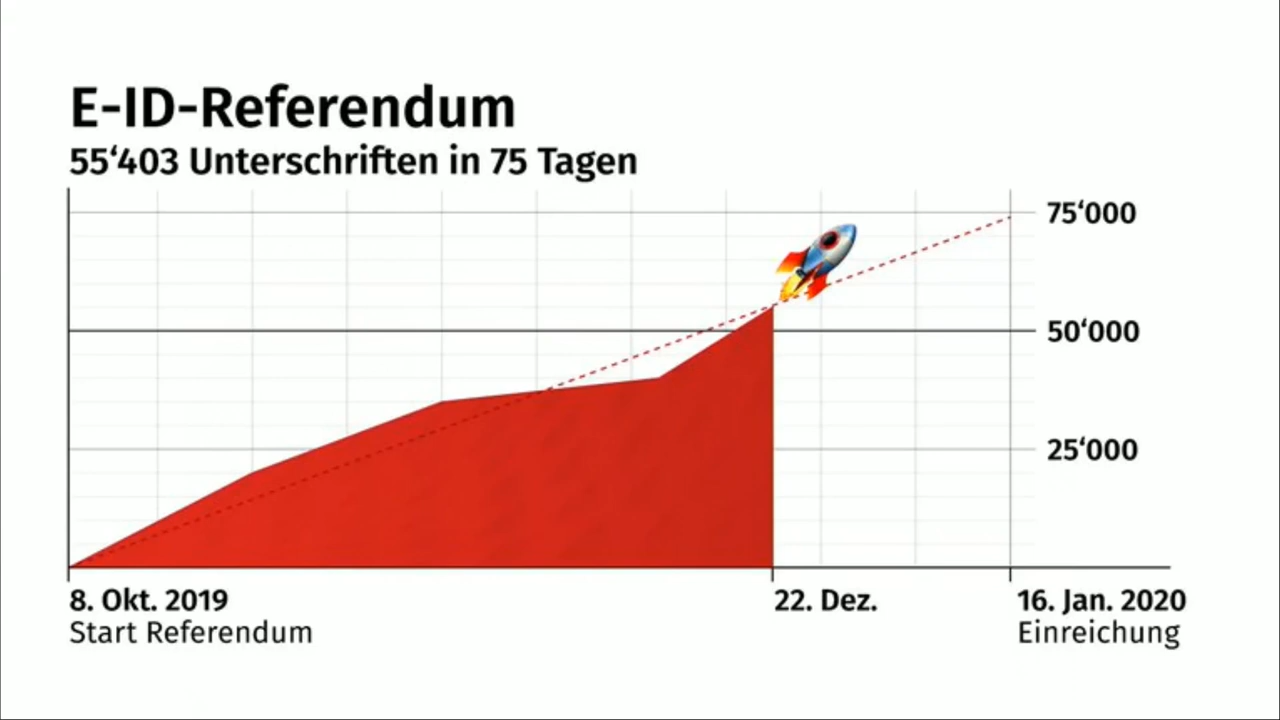 E-ID-Referendum
55‘403 Unterschriften in 75 Tagen
75‘000
50‘000
25‘000
8. Okt. 2019
Start Referendum
22. Dez.
16. Jan. 2020
Einreichung